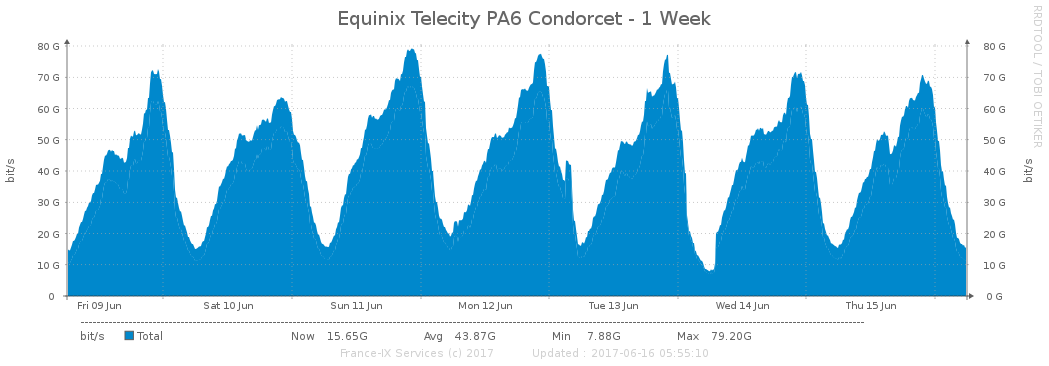 Equinix Telecity PA6 Condorcet - 1 Week
RRDTOOL / TOBI OETIKER
bit/s
80 G
70 G
60 G
50 G
40 G
30 G
20 G
10 G
0
80 G
70 G
60 G
50 G
40 G
30 G
20 G
10 G
0 G
bit/s
Fri 09 Jun Sat 10 Jun Sun 11 Jun Mon 12 Jun Tue 13 Jun Wed 14 Jun Thu 15 Jun
bit/s Total Now 15.65G Avg 43.87G Min 7.88G Max 79.20G
France-IX Services (c) 2017 Updated : 2017-06-16 05:55:10